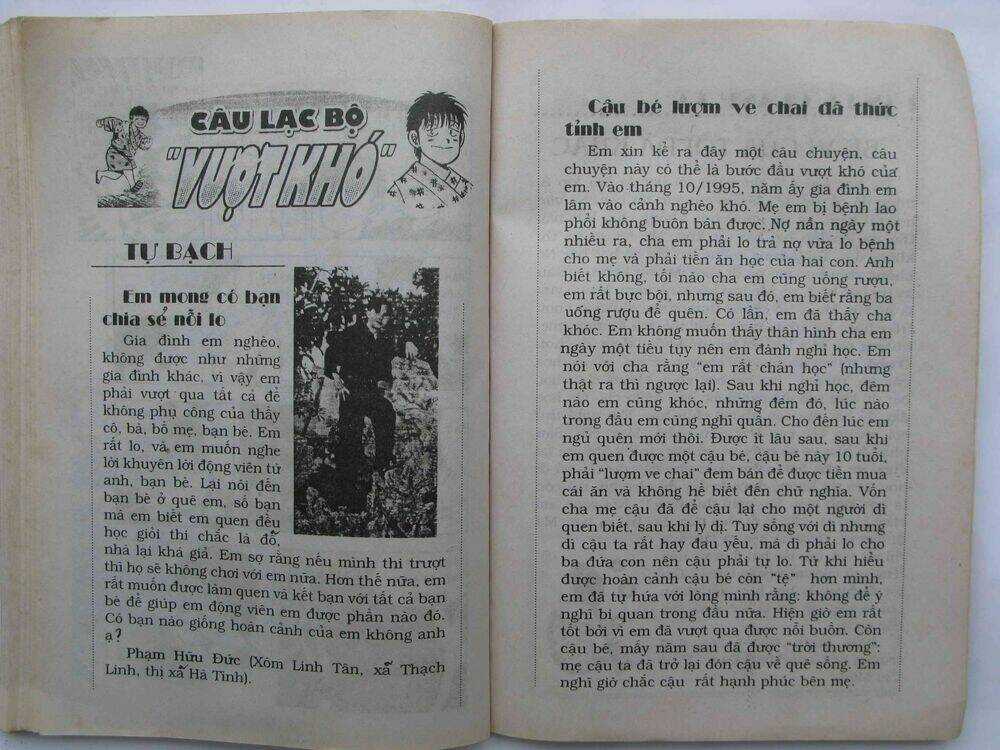 CÂU LẠC BỘ
"VƯỢT KHÓ"
TỰ BẠCH
Em mong có bạn
chia sẻ nỗi lo
Gia đình em nghèo,
không được như những
gia đình khác, vì vậy em
phải vượt qua tất cả để
không phụ công của thầy
cô, bà, bố mẹ, bạn bè. Em
rất lo, và em muốn nghe
lời khuyên lời động viên từ
anh, bạn bè. Lại nói đến
bạn bè ở quê em, số bạn
mà em biết em quen đều
học giỏi thi chắc là đỗ,
nhà lại khá giả. Em sợ rằng nếu mình thi trượt
thì họ sẽ không chơi với em nữa. Hơn thế nữa, em
rất muốn được làm quen và kết bạn với tất cả bạn
bè để giúp em động viên em được phần nào đó.
Có bạn nào giống hoàn cảnh của em không anh
ạ?
Phạm Hữu Đức (Xóm Linh Tân, xã Thạch
Linh, thị xã Hà Tĩnh).
Cậu bé lượm ve chai đã thức
tỉnh em
Em xin kể ra đây một câu chuyện, câu
chuyện này có thể là bước đầu vượt khó của
em. Vào tháng 10/1995, năm ấy gia đình em
lâm vào cảnh nghèo khó. Mẹ em bị bệnh lao
phổi không buôn bán được. Nợ nần ngày một
nhiều ra, cha em phải lo trả nợ vừa lo bệnh
cho mẹ và phải tiền ăn học của hai con. Anh
biết không, tối nào cha em cũng uống rượu,
em rất bực bội, nhưng sau đó, em biết rằng ba
uống rượu để quên. Có lần, em đã thấy cha
khóc. Em không muốn thấy thân hình cha em
ngày một tiều tụy nên em đành nghỉ học. Em
nói với cha rằng "em rất chán học" (nhưng
thật ra thì ngược lại). Sau khi nghỉ học, đêm
nào em cũng khóc, những đêm đó, lúc nào
trong đầu em cũng nghĩ quẩn. Cho đến lúc em
ngủ quên mới thôi. Được ít lâu sau, sau khi
em quen được một cậu bé, cậu bé này 10 tuổi,
phải "lượm ve chai" đem bán để được tiền mua
cái ăn và không hề biết đến chữ nghĩa. Vốn
cha mẹ cậu đã để cậu lại cho một người dì
quen biết, sau khi ly dị. Tuy sống với dì nhưng
dì cậu ta rất hay đau yếu, mà dì phải lo cho
ba đứa con nên cậu phải tự lo. Từ khi hiểu
được hoàn cảnh cậu bé còn "tệ" hơn mình,
em đã tự hứa với lòng mình rằng: không để ý
nghĩ bi quan trong đầu nữa. Hiện giờ em rất
tốt bởi vì em đã vượt qua được nỗi buồn. Còn
cậu bé, mấy năm sau đã được "trời thương":
mẹ cậu ta đã trở lại đón cậu về quê sống. Em
nghĩ giờ chắc cậu rất hạnh phúc bên mẹ.